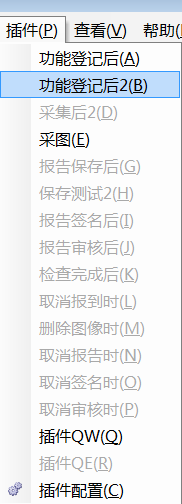 插件(P) 查看(V) 帮助(
功能登记后(A)
功能登记后2(B)
采集后2(D)
采图(E)
报告保存后(G)
保存测试2(H)
报告签名后(I)
报告审核后(J)
检查完成后(K)
取消报到时(L)
删除图像时(M)
取消报告时(N)
取消签名时(O)
取消审核时(P)
插件QW(Q)
插件QE(R)
插件配置(C)